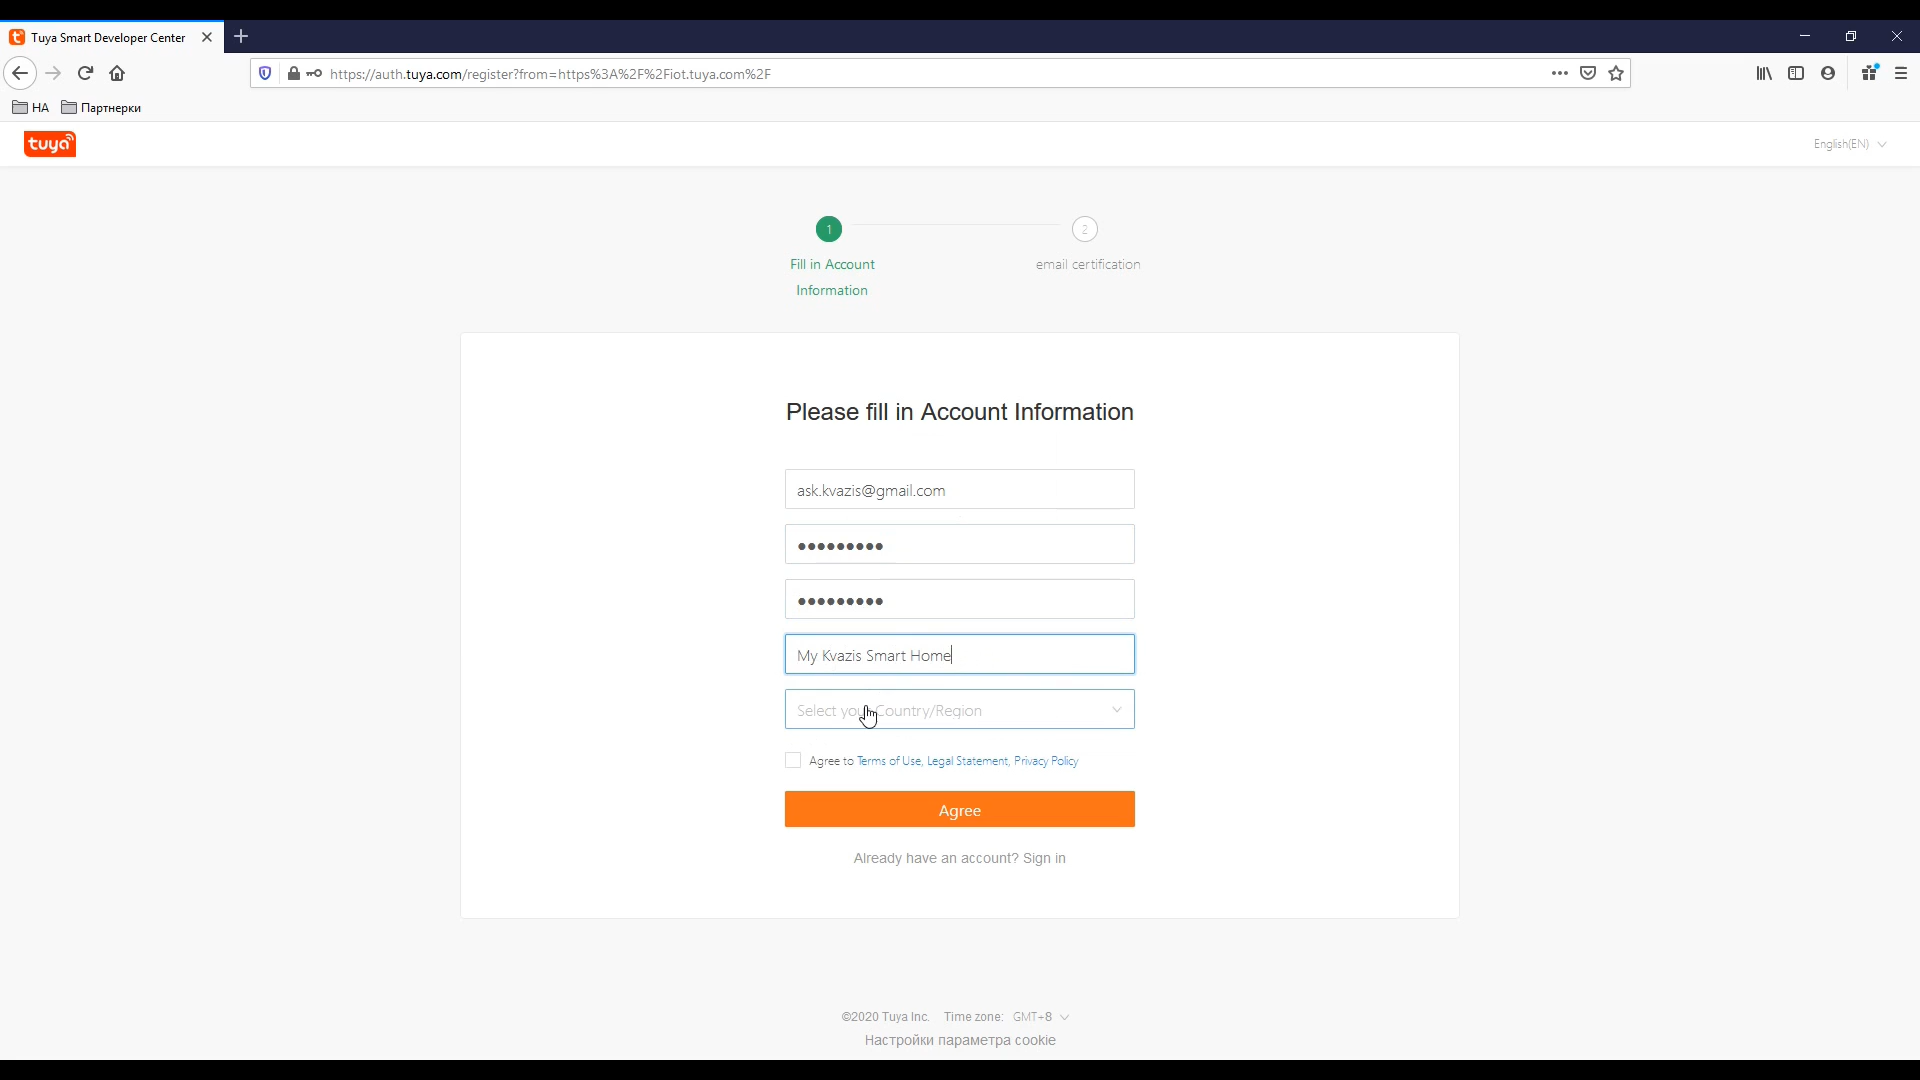 Tuya Smart Developer Center
https://auth.tuya.com/register?from=https%3A%2F%2Fiot.tuya.com%2F
HA Партнерки
tuya
English(EN)
1
2
Fill in Account
Information
email certification
Please fill in Account Information
ask.kvazis@gmail.com
●●●●●●●●●
●●●●●●●●●
My Kvazis Smart Home
Select your Country/Region
Agree to Terms of Use, Legal Statement, Privacy Policy
Agree
Already have an account? Sign in
©2020 Tuya Inc. Time zone: GMT+8
Настройки параметра cookie